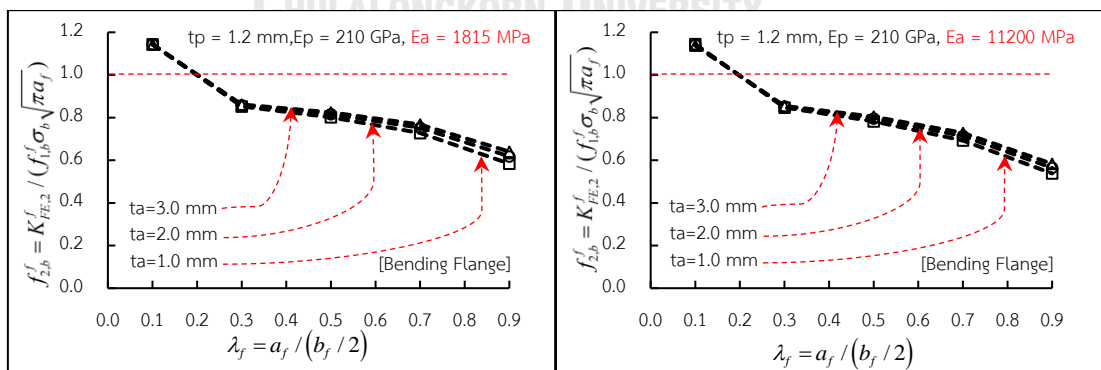 CHULALONGKORN UNIVERSITY
tp = 1.2 mm,Ep = 210 GPa, Ea = 1815 MPa
f_{2,b}^f = K_{FE,2}^f / (f_{1,b}^f σ_b √πa_f)
1.2
1.0
0.8
0.6
0.4
0.2
0.0
ta=3.0 mm
ta=2.0 mm
ta=1.0 mm
[Bending Flange]
0.0 0.1 0.2 0.3 0.4 0.5 0.6 0.7 0.8 0.9
λ_f = a_f / (b_f / 2)
tp = 1.2 mm, Ep = 210 GPa, Ea = 11200 MPa
f_{2,b}^f = K_{FE,2}^f / (f_{1,b}^f σ_b √πa_f)
1.2
1.0
0.8
0.6
0.4
0.2
0.0
ta=3.0 mm
ta=2.0 mm
ta=1.0 mm
[Bending Flange]
0.0 0.1 0.2 0.3 0.4 0.5 0.6 0.7 0.8 0.9
λ_f = a_f / (b_f / 2)